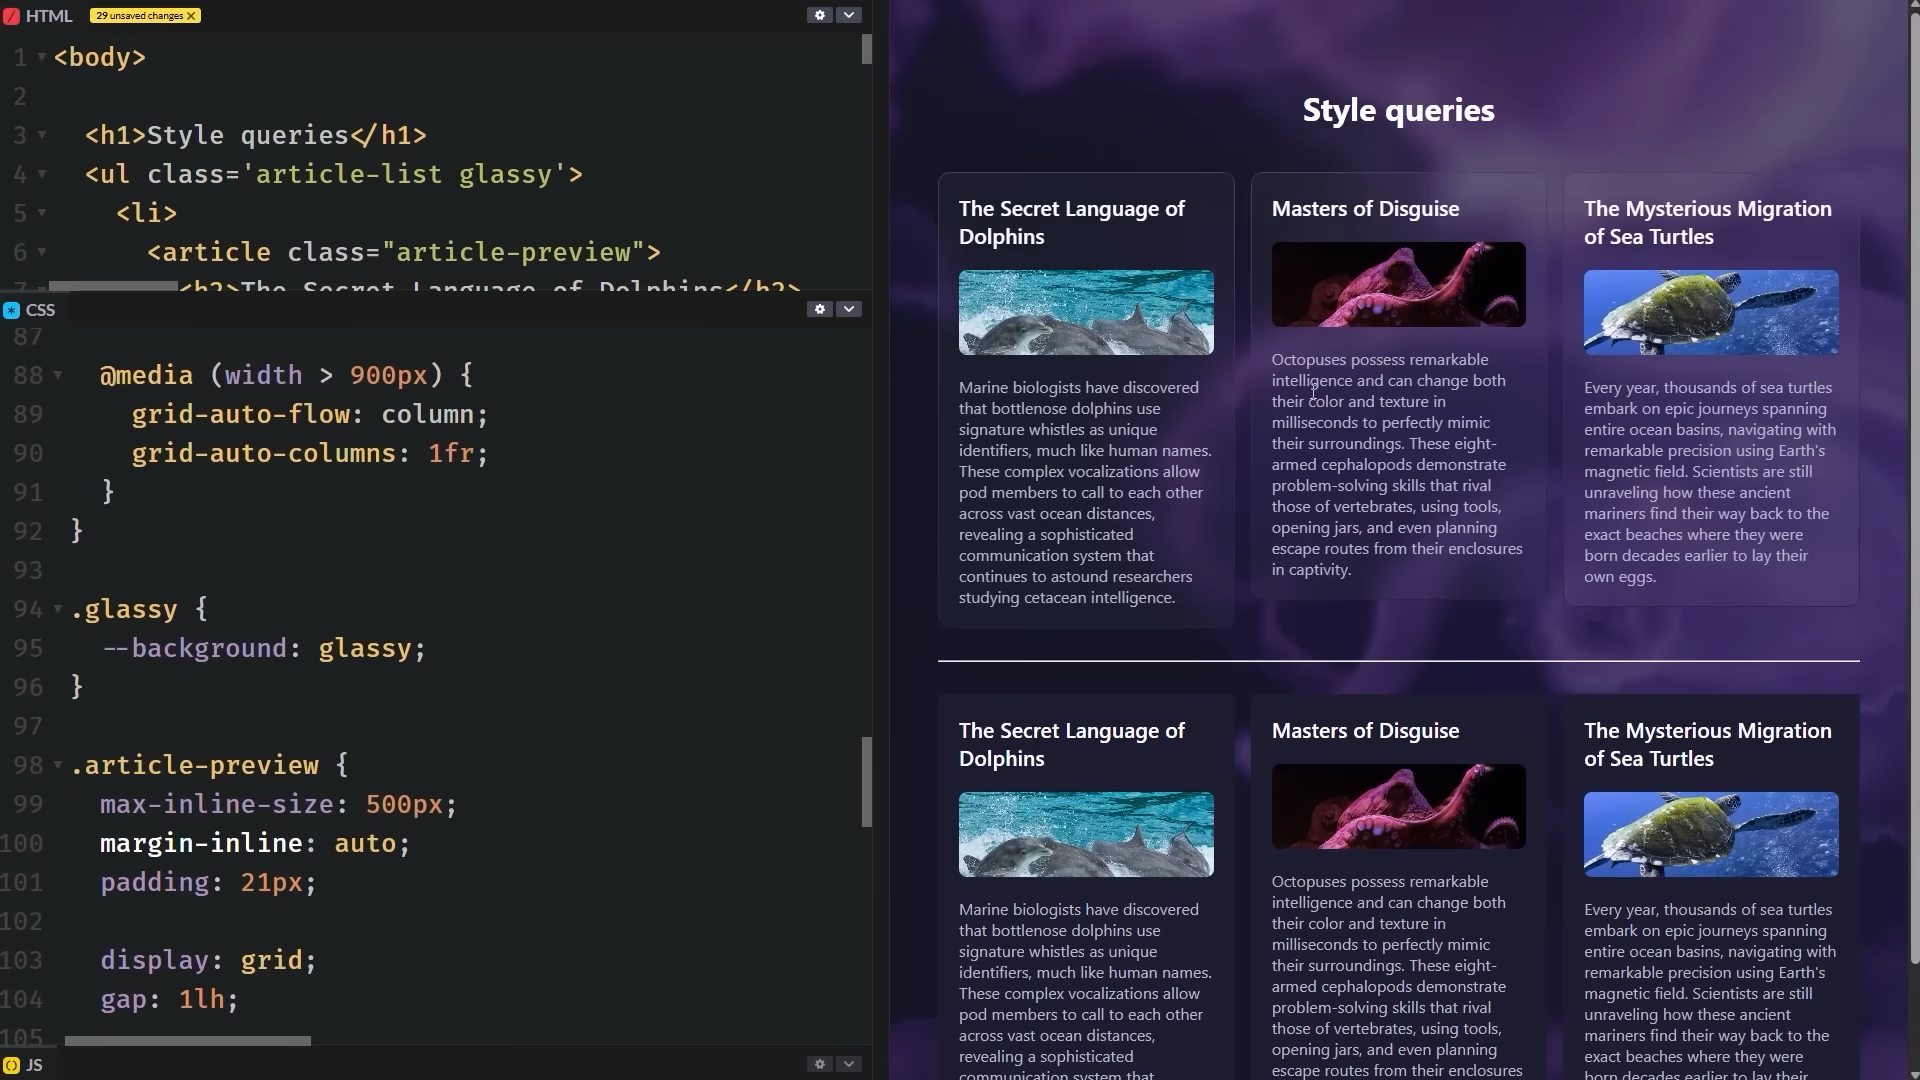 HTML
29 unsaved changes ×
1 <body>
2
3 <h1>Style queries</h1>
4 <ul class='article-list glassy'>
5 <li>
6 <article class="article-preview">
7 <h2>The Secret Language of Dolphins</h2>
CSS
87
88 @media (width > 900px) {
89 grid-auto-flow: column;
90 grid-auto-columns: 1fr;
91 }
92 }
93
94 .glassy {
95 --background: glassy;
96 }
97
98 .article-preview {
99 max-inline-size: 500px;
100 margin-inline: auto;
101 padding: 21px;
102
103 display: grid;
104 gap: 1lh;
105
JS
Style queries
The Secret Language of
Dolphins
Marine biologists have discovered
that bottlenose dolphins use
signature whistles as unique
identifiers, much like human names.
These complex vocalizations allow
pod members to call to each other
across vast ocean distances,
revealing a sophisticated
communication system that
continues to astound researchers
studying cetacean intelligence.
Masters of Disguise
Octopuses possess remarkable
intelligence and can change both
their color and texture in
milliseconds to perfectly mimic
their surroundings. These eight-
armed cephalopods demonstrate
problem-solving skills that rival
those of vertebrates, using tools,
opening jars, and even planning
escape routes from their enclosures
in captivity.
The Mysterious Migration
of Sea Turtles
Every year, thousands of sea turtles
embark on epic journeys spanning
entire ocean basins, navigating with
remarkable precision using Earth's
magnetic field. Scientists are still
unraveling how these ancient
mariners find their way back to the
exact beaches where they were
born decades earlier to lay their
own eggs.
The Secret Language of
Dolphins
Marine biologists have discovered
that bottlenose dolphins use
signature whistles as unique
identifiers, much like human names.
These complex vocalizations allow
pod members to call to each other
across vast ocean distances,
revealing a sophisticated
communication system that
Masters of Disguise
Octopuses possess remarkable
intelligence and can change both
their color and texture in
milliseconds to perfectly mimic
their surroundings. These eight-
armed cephalopods demonstrate
problem-solving skills that rival
those of vertebrates, using tools,
opening jars, and even planning
escape routes from their enclosures
The Mysterious Migration
of Sea Turtles
Every year, thousands of sea turtles
embark on epic journeys spanning
entire ocean basins, navigating with
remarkable precision using Earth's
magnetic field. Scientists are still
unraveling how these ancient
mariners find their way back to the
exact beaches where they were
born decades earlier to lay their